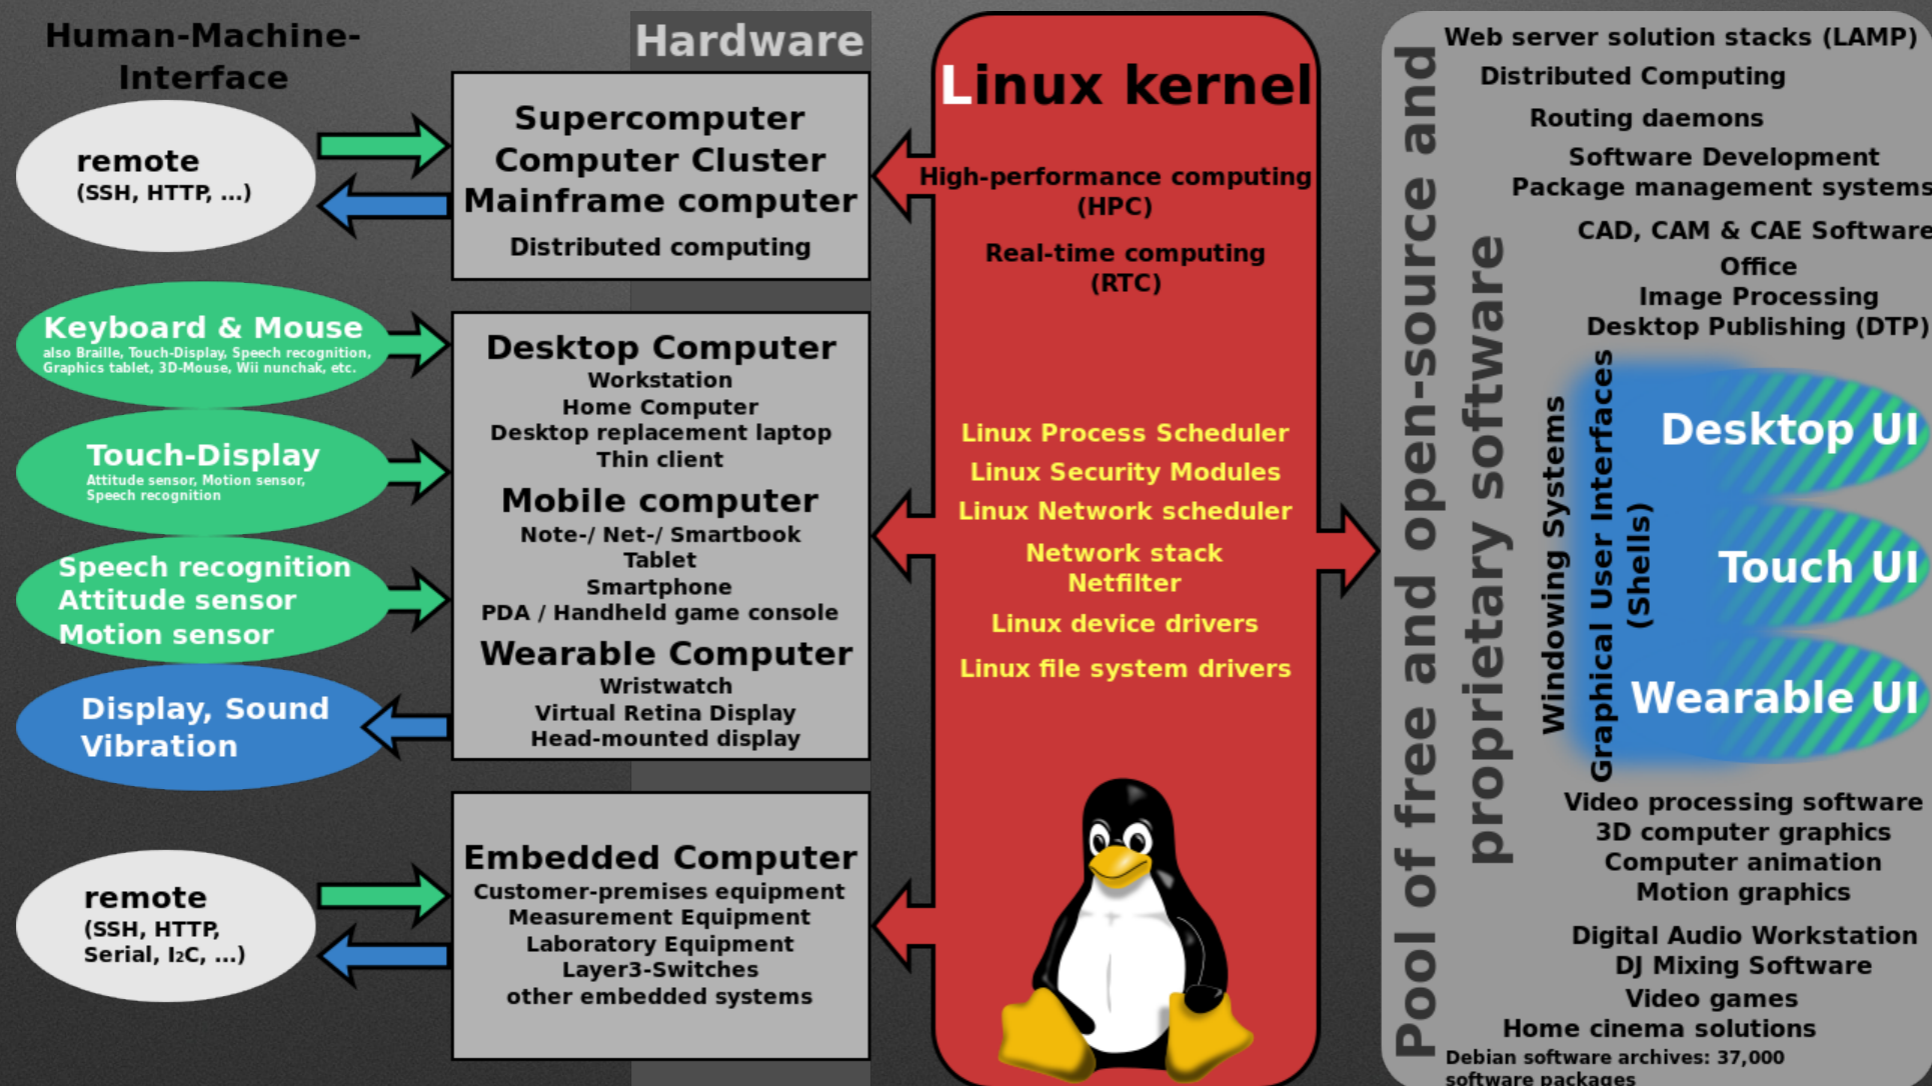 Human-Machine-
Interface
remote
(SSH, HTTP, ...)
Keyboard & Mouse
also Braille, Touch-Display, Speech recognition,
Graphics tablet, 3D-Mouse, Wii nunchak, etc.
Touch-Display
Attitude sensor, Motion sensor,
Speech recognition
Speech recognition
Attitude sensor
Motion sensor
Display, Sound
Vibration
remote
(SSH, HTTP,
Serial, I2C, ...)
Hardware
Supercomputer
Computer Cluster
Mainframe computer
Distributed computing
Desktop Computer
Workstation
Home Computer
Desktop replacement laptop
Thin client
Mobile computer
Note-/ Net-/ Smartbook
Tablet
Smartphone
PDA / Handheld game console
Wearable Computer
Wristwatch
Virtual Retina Display
Head-mounted display
Embedded Computer
Customer-premises equipment
Measurement Equipment
Laboratory Equipment
Layer3-Switches
other embedded systems
Linux kernel
High-performance computing
(HPC)
Real-time computing
(RTC)
Linux Process Scheduler
Linux Security Modules
Linux Network scheduler
Network stack
Netfilter
Linux device drivers
Linux file system drivers
Pool of free and open-source and
proprietary software
Web server solution stacks (LAMP)
Distributed Computing
Routing daemons
Software Development
Package management systems
CAD, CAM & CAE Software
Office
Image Processing
Desktop Publishing (DTP)
Windowing Systems
Graphical User Interfaces
(Shells)
Desktop UI
Touch UI
Wearable UI
Video processing software
3D computer graphics
Computer animation
Motion graphics
Digital Audio Workstation
DJ Mixing Software
Video games
Home cinema solutions
Debian software archives: 37,000
software packages